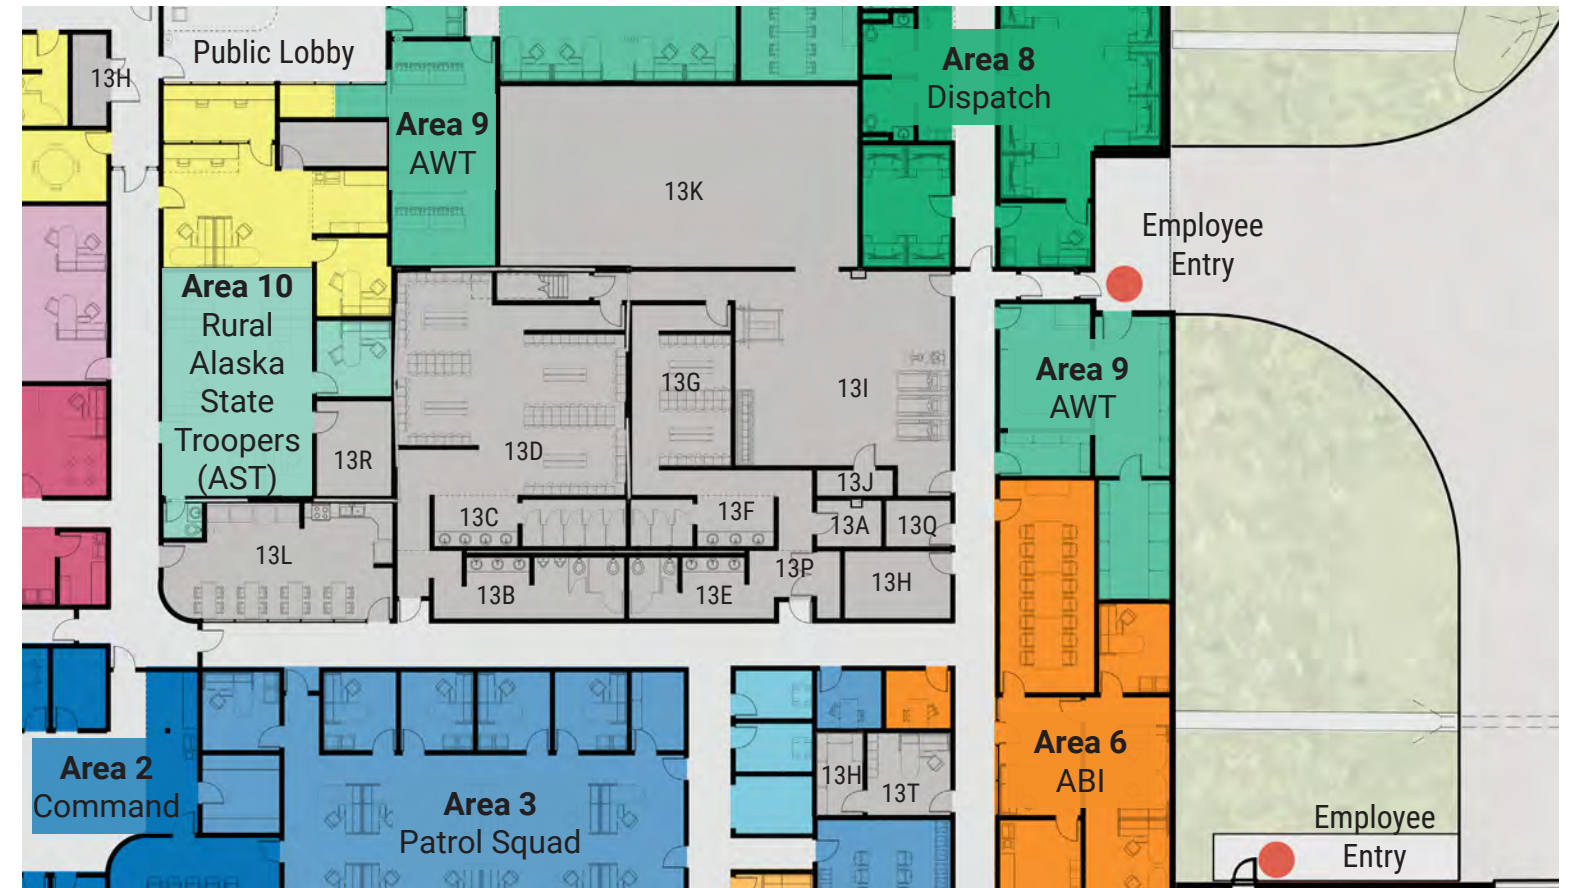 Public Lobby
13H
Area 9
AWT
Area 8
Dispatch
13K
Employee
Entry
Area 10
Rural
Alaska
State
Troopers
(AST)
13R
13D
13G
13I
Area 9
AWT
13J
13C
13F
13A
13Q
13L
13P
13H
13B
13E
Area 2
Command
Area 3
Patrol Squad
13H
13T
Area 6
ABI
Employee
Entry